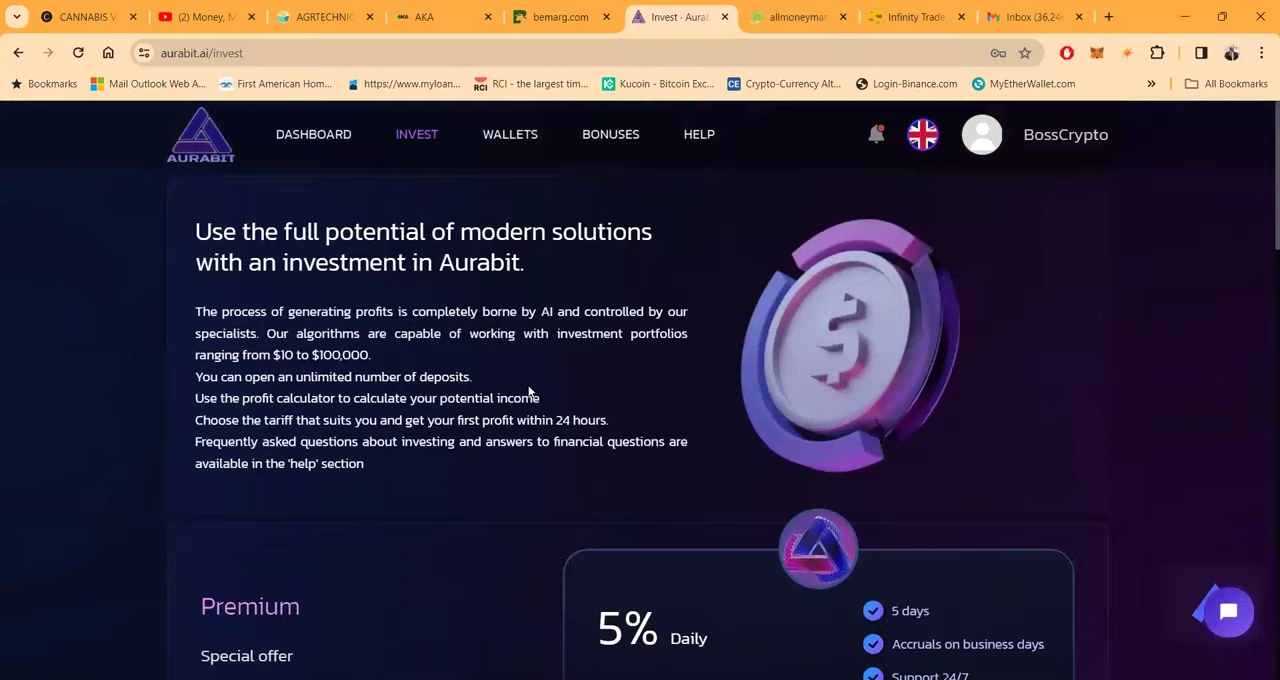 CANNABIS V
(2) Money, M
AGRTECHNIC
AKA
bemarg.com
Invest · Aurab
allmoneymar
Infinity Trade
Inbox (36,24
aurabit.ai/invest
Bookmarks
Mail Outlook Web A...
First American Hom...
https://www.myloan...
RCI - the largest tim...
Kucoin - Bitcoin Exc...
Crypto-Currency Alt...
Login-Binance.com
MyEtherWallet.com
All Bookmarks
AURABIT
DASHBOARD
INVEST
WALLETS
BONUSES
HELP
BossCrypto
Use the full potential of modern solutions
with an investment in Aurabit.
The process of generating profits is completely borne by AI and controlled by our
specialists. Our algorithms are capable of working with investment portfolios
ranging from $10 to $100,000.
You can open an unlimited number of deposits.
Use the profit calculator to calculate your potential income
Choose the tariff that suits you and get your first profit within 24 hours.
Frequently asked questions about investing and answers to financial questions are
available in the 'help' section
Premium
Special offer
5% Daily
5 days
Accruals on business days
Support 24/7